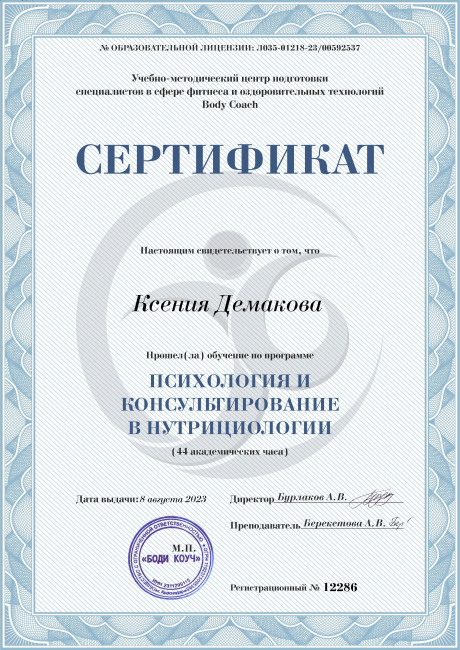 № ОБРАЗОВАТЕЛЬНОЙ ЛИЦЕНЗИИ: Л035-01218-23/00592537
Учебно-методический центр подготовки
специалистов в сфере фитнеса и оздоровительных технологий
Body Coach
СЕРТИФИКАТ
Настоящим свидетельствует о том, что
Ксения Демакова
Прошел(ла) обучение по программе
ПСИХОЛОГИЯ И
КОНСУЛЬТИРОВАНИЕ
В НУТРИЦИОЛОГИИ
(44 академических часа)
Дата выдачи: 8 августа 2023
Директор Бурлаков А.В.
Преподаватель Берекетова А.В.
М.П.
«БОДИ КОУЧ»
Регистрационный № 12286